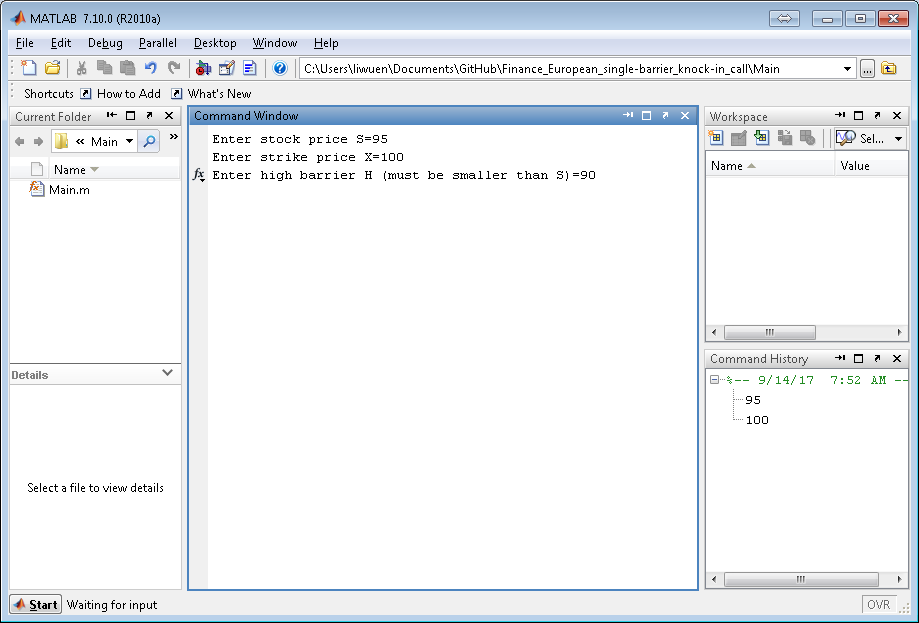 MATLAB 7.10.0 (R2010a)
File Edit Debug Parallel Desktop Window Help
C:\Users\liwuen\Documents\GitHub\Finance_European_single-barrier_knock-in_call\Main
...
Shortcuts How to Add What's New
Current Folder
« Main »
Name
Main.m
Details
Select a file to view details
Command Window
Enter stock price S=95
Enter strike price X=100
fx Enter high barrier H (must be smaller than S)=90
Workspace
Sel...
Name Value
Command History
%-- 9/14/17 7:52 AM --
95
100
Start Waiting for input
OVR